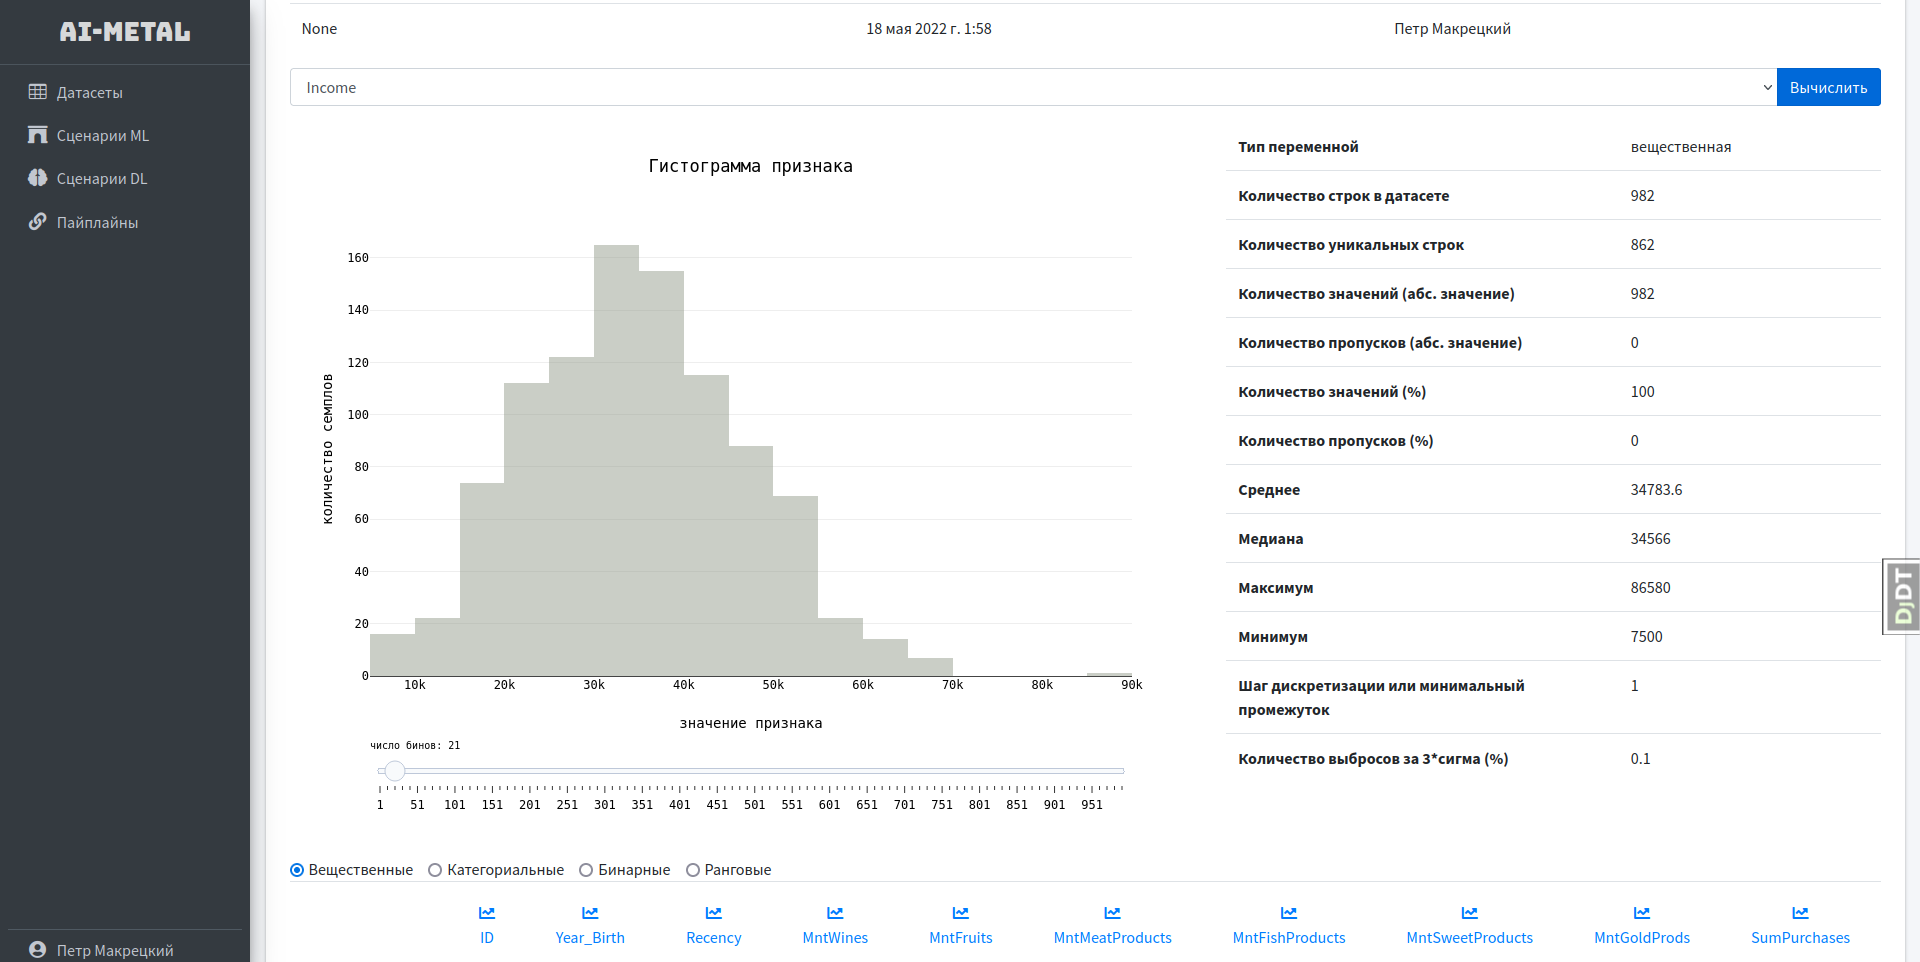 AI-METAL
Датасеты
Сценарии ML
Сценарии DL
Пайплайны
Петр Макрецкий
None 18 мая 2022 г. 1:58 Петр Макрецкий
Income
Вычислить
Гистограмма признака
количество семплов
160
140
120
100
80
60
40
20
0
10k 20k 30k 40k 50k 60k 70k 80k 90k
значение признака
число бинов: 21
1 51 101 151 201 251 301 351 401 451 501 551 601 651 701 751 801 851 901 951
Тип переменной вещественная
Количество строк в датасете 982
Количество уникальных строк 862
Количество значений (абс. значение) 982
Количество пропусков (абс. значение) 0
Количество значений (%) 100
Количество пропусков (%) 0
Среднее 34783.6
Медиана 34566
Максимум 86580
Минимум 7500
Шаг дискретизации или минимальный 1
промежуток
Количество выбросов за 3*сигма (%) 0.1
DjDT
Вещественные Категориальные Бинарные Ранговые
ID Year_Birth Recency MntWines MntFruits MntMeatProducts MntFishProducts MntSweetProducts MntGoldProds SumPurchases